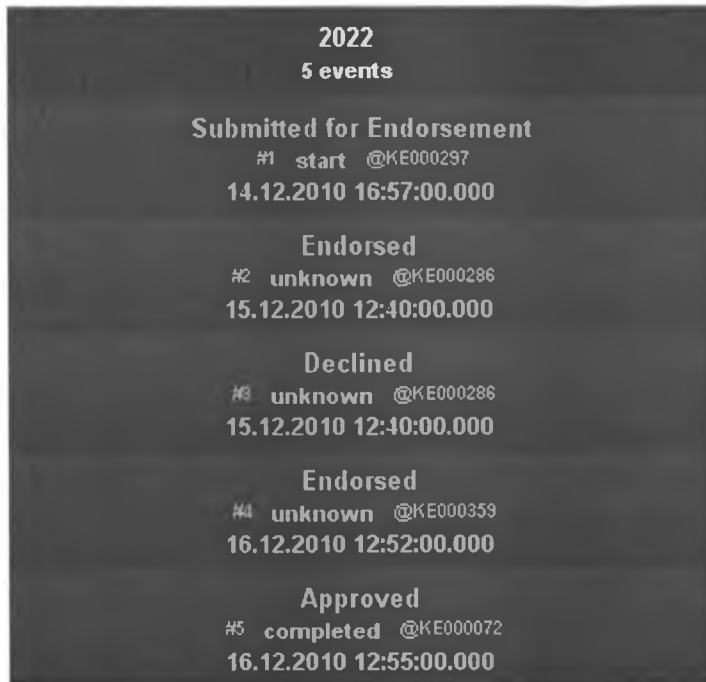 2022
5 events
Submitted for Endorsement
#1 start @KE000297
14.12.2010 16:57:00.000
Endorsed
#2 unknown @KE000286
15.12.2010 12:40:00.000
Declined
#3 unknown @KE000286
15.12.2010 12:40:00.000
Endorsed
#4 unknown @KE000359
16.12.2010 12:52:00.000
Approved
#5 completed @KE000072
16.12.2010 12:55:00.000